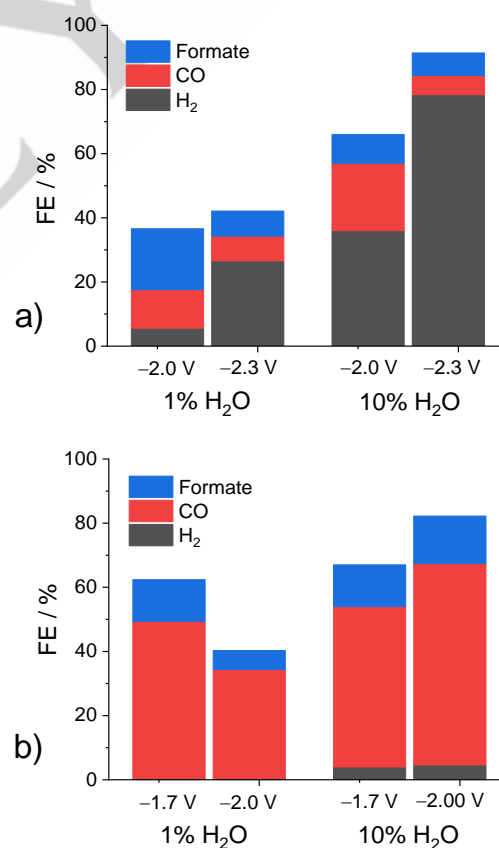 100
80
60
40
20
0
FE / %
Formate
CO
H₂
a)
−2.0 V −2.3 V −2.0 V −2.3 V
1% H₂O 10% H₂O
100
80
60
40
20
0
FE / %
Formate
CO
H₂
b)
−1.7 V −2.0 V −1.7 V −2.00 V
1% H₂O 10% H₂O